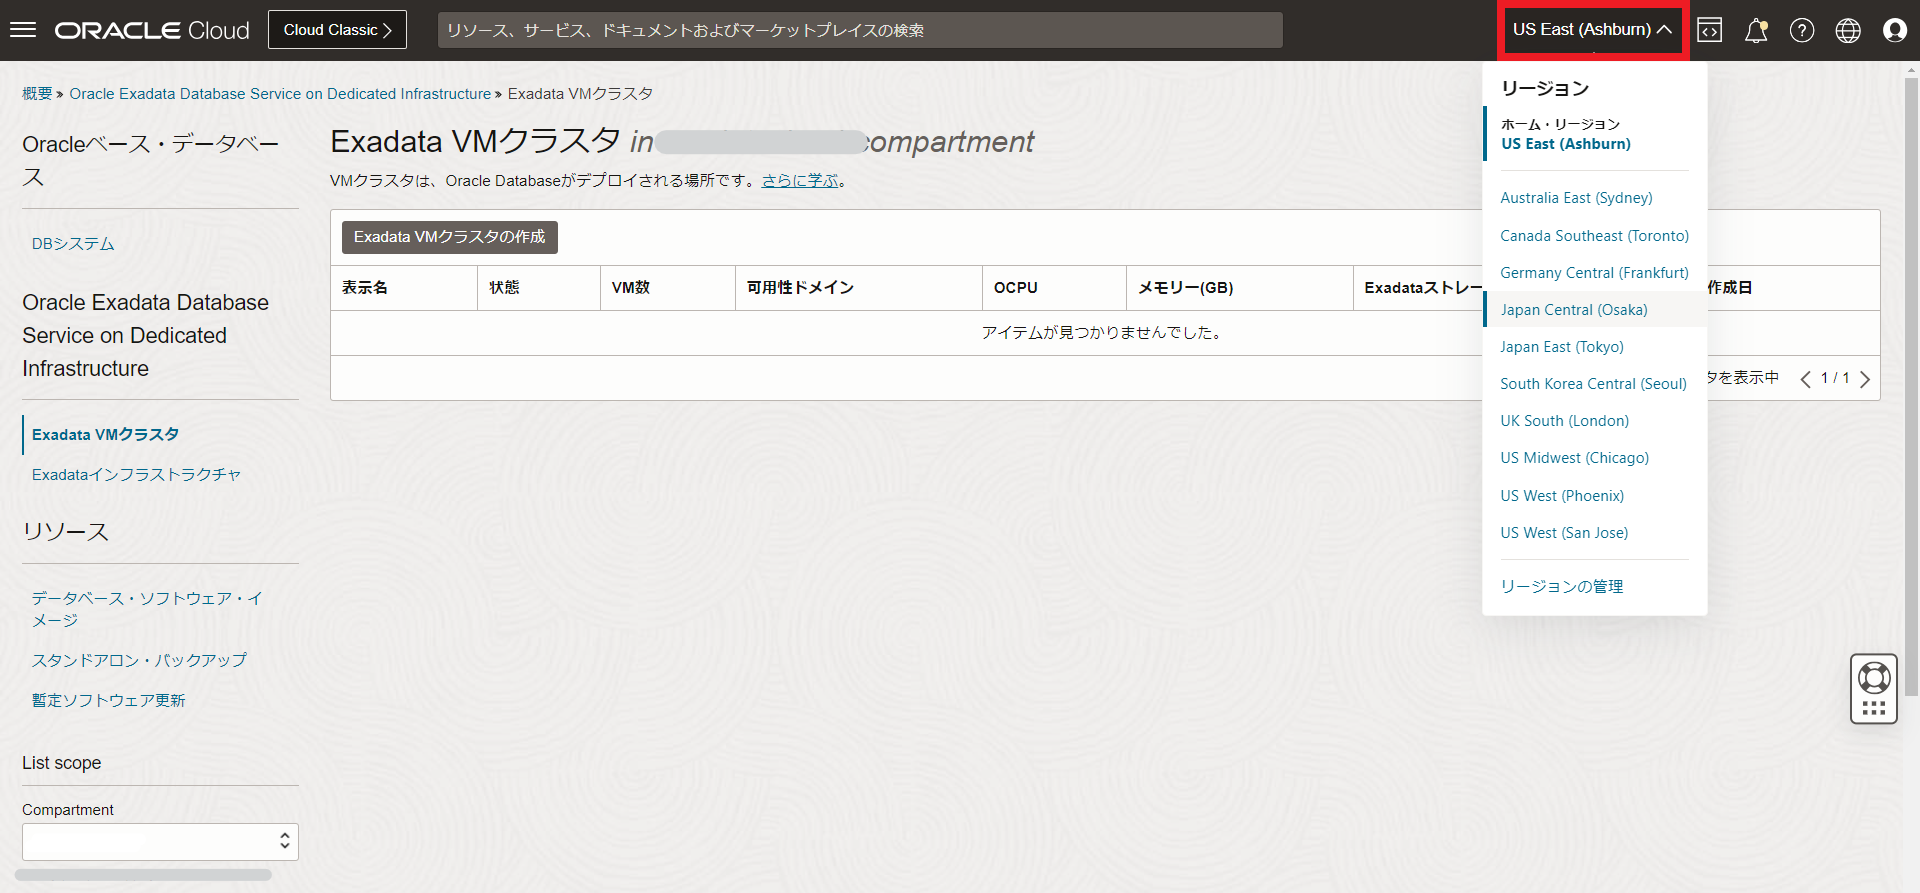 ORACLE Cloud
Cloud Classic
リソース、サービス、ドキュメントおよびマーケットプレイスの検索
US East (Ashburn)
概要 » Oracle Exadata Database Service on Dedicated Infrastructure » Exadata VMクラスタ
Oracleベース・データベー
ス
DBシステム
Oracle Exadata Database
Service on Dedicated
Infrastructure
Exadata VMクラスタ
Exadataインフラストラクチャ
リソース
データベース・ソフトウェア・イ
メージ
スタンドアロン・バックアップ
暫定ソフトウェア更新
List scope
Compartment
Exadata VMクラスタ in compartment
VMクラスタは、Oracle Databaseがデプロイされる場所です。さらに学ぶ。
Exadata VMクラスタの作成
表示名 状態 VM数 可用性ドメイン OCPU メモリー(GB) Exadataストレー 作成日
アイテムが見つかりませんでした。
タを表示中 1 / 1
リージョン
ホーム・リージョン
US East (Ashburn)
Australia East (Sydney)
Canada Southeast (Toronto)
Germany Central (Frankfurt)
Japan Central (Osaka)
Japan East (Tokyo)
South Korea Central (Seoul)
UK South (London)
US Midwest (Chicago)
US West (Phoenix)
US West (San Jose)
リージョンの管理